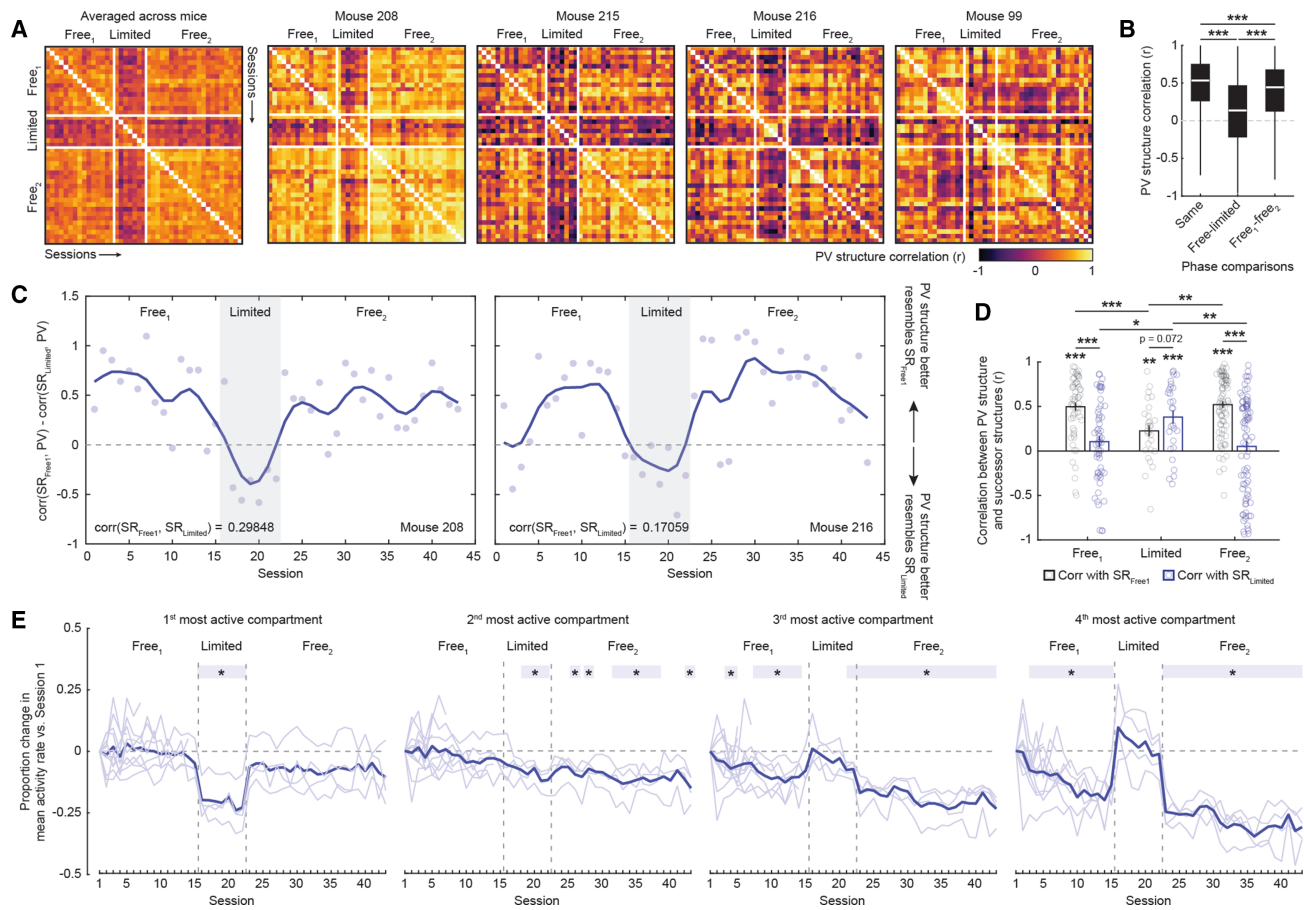 A
Averaged across mice
Free1 Limited Free2
Free1
Limited
Free2
Sessions
Sessions
Mouse 208
Free1 Limited Free2
Mouse 215
Free1 Limited Free2
Mouse 216
Free1 Limited Free2
Mouse 99
Free1 Limited Free2
PV structure correlation (r)
-1 0 1
B
***
*** ***
PV structure correlation (r)
1
0.5
0
-0.5
-1
Same
Free-limited
Free1-free2
Phase comparisons
C
corr(SRFree1, PV) - corr(SRLimited, PV)
1.5
1
0.5
0
-0.5
-1
Free1 Limited Free2
corr(SRFree1, SRLimited) = 0.29848 Mouse 208
0 5 10 15 20 25 30 35 40 45
Session
Free1 Limited Free2
corr(SRFree1, SRLimited) = 0.17059 Mouse 216
0 5 10 15 20 25 30 35 40 45
Session
PV structure better
resembles SRFree1
PV structure better
resembles SRLimited
D
*** **
* **
p = 0.072
*** ***
*** ** *** ***
Correlation between PV structure
and successor structures (r)
1
0.5
0
-0.5
-1
Free1 Limited Free2
Corr with SRFree1 Corr with SRLimited
E
Proportion change in
mean activity rate vs. Session 1
0.5
0.25
0
-0.25
-0.5
1st most active compartment
Free1 Limited Free2
*
1 5 10 15 20 25 30 35 40
Session
2nd most active compartment
Free1 Limited Free2
* * * * *
1 5 10 15 20 25 30 35 40
Session
3rd most active compartment
Free1 Limited Free2
* * *
1 5 10 15 20 25 30 35 40
Session
4th most active compartment
Free1 Limited Free2
* *
1 5 10 15 20 25 30 35 40
Session